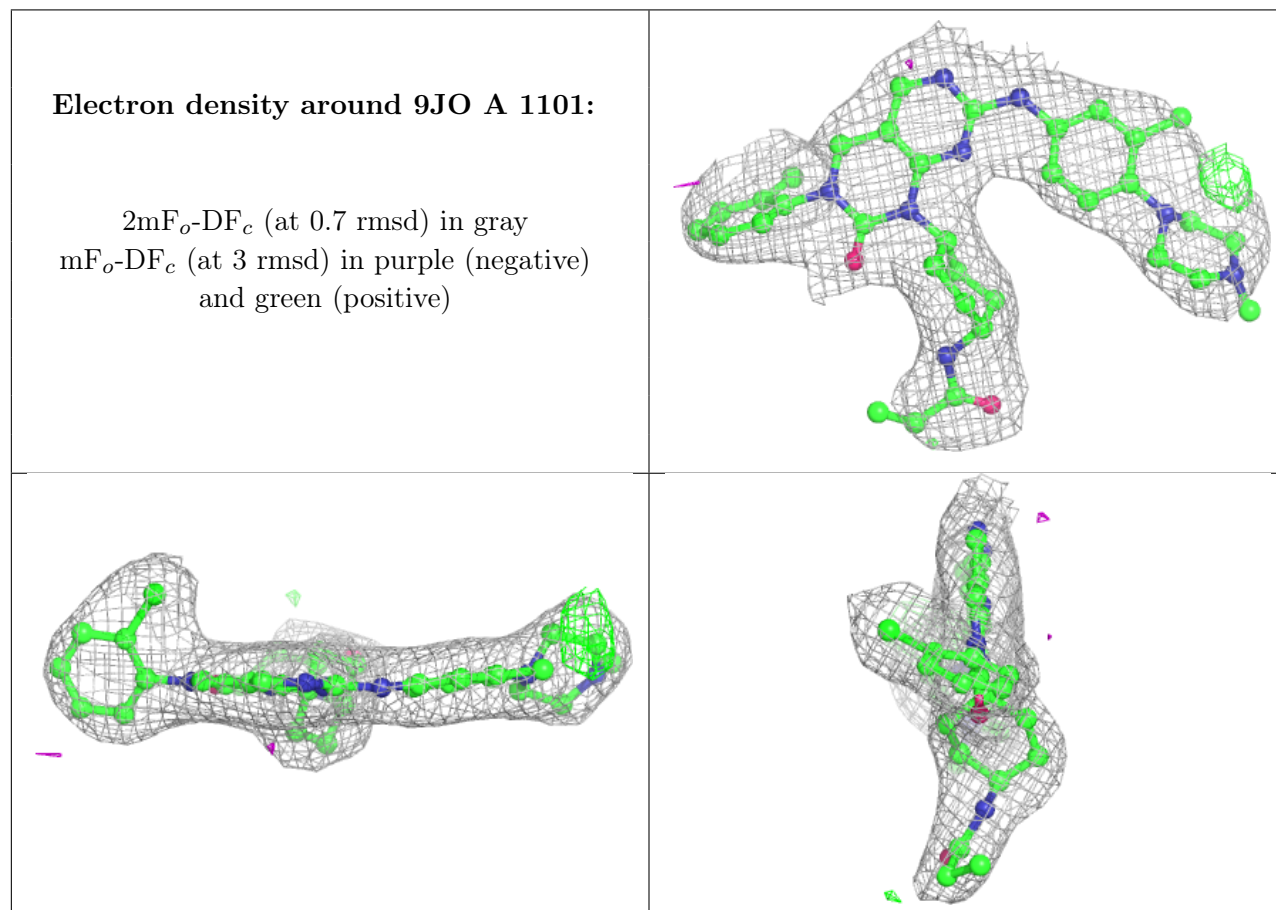 Electron density around 9JO A 1101:
2mFo-DFc (at 0.7 rmsd) in gray
mFo-DFc (at 3 rmsd) in purple (negative)
and green (positive)